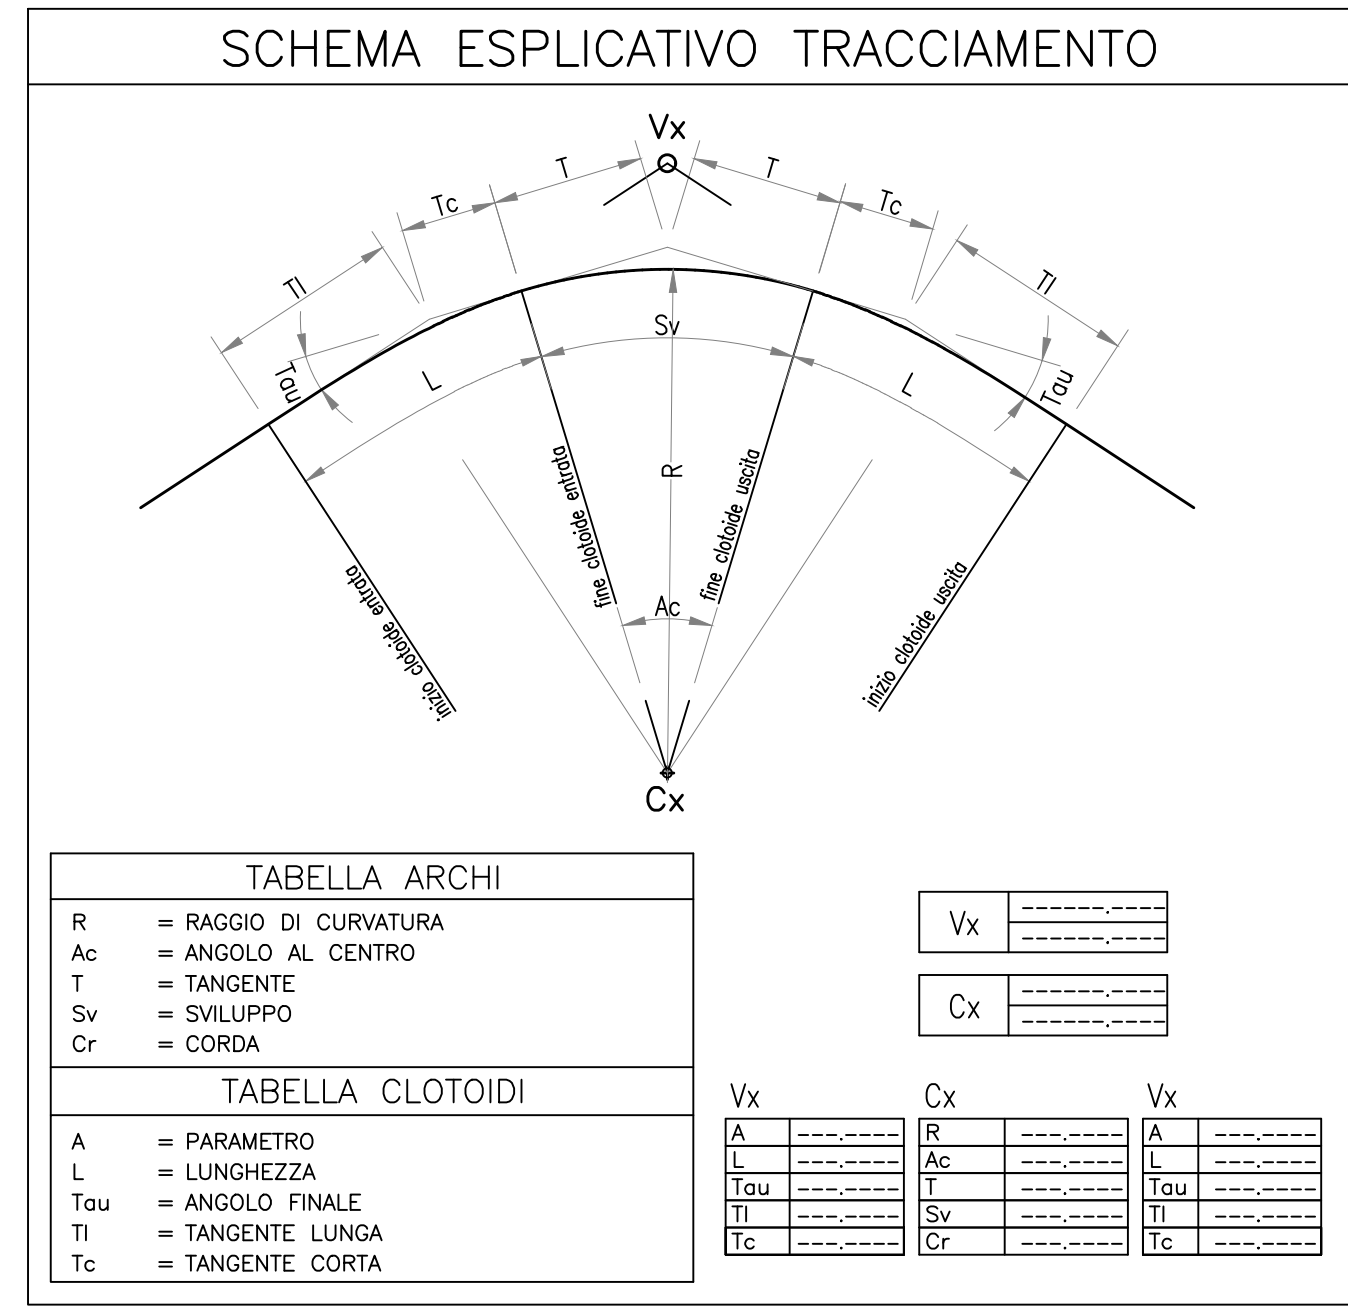 SCHEMA ESPLICATIVO TRACCIAMENTO
Vx
T
T
Tc
Tc
Tl
Tl
Sv
Tau
Tau
L
L
R
fine clotoide entrata
fine clotoide uscita
inizio clotoide entrata
inizio clotoide uscita
Ac
Cx
TABELLA ARCHI
R = RAGGIO DI CURVATURA
Ac = ANGOLO AL CENTRO
T = TANGENTE
Sv = SVILUPPO
Cr = CORDA
TABELLA CLOTOIDI
A = PARAMETRO
L = LUNGHEZZA
Tau = ANGOLO FINALE
Tl = TANGENTE LUNGA
Tc = TANGENTE CORTA
Vx ------.----
------.----
Cx ------.----
------.----
Vx Cx Vx
A ---.---- R ---.---- A ---.----
L ---.---- Ac ---.---- L ---.----
Tau ---.---- T ---.---- Tau ---.----
Tl ---.---- Sv ---.---- Tl ---.----
Tc ---.---- Cr ---.---- Tc ---.----